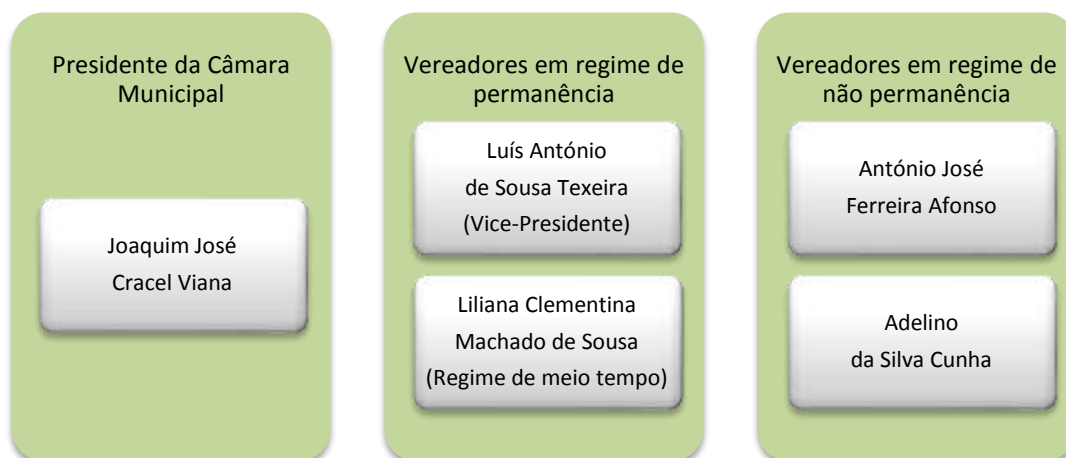 Presidente da Câmara
Municipal
Joaquim José
Cracel Viana
Vereadores em regime de
permanência
Luís António
de Sousa Texeira
(Vice-Presidente)
Liliana Clementina
Machado de Sousa
(Regime de meio tempo)
Vereadores em regime de
não permanência
António José
Ferreira Afonso
Adelino
da Silva Cunha